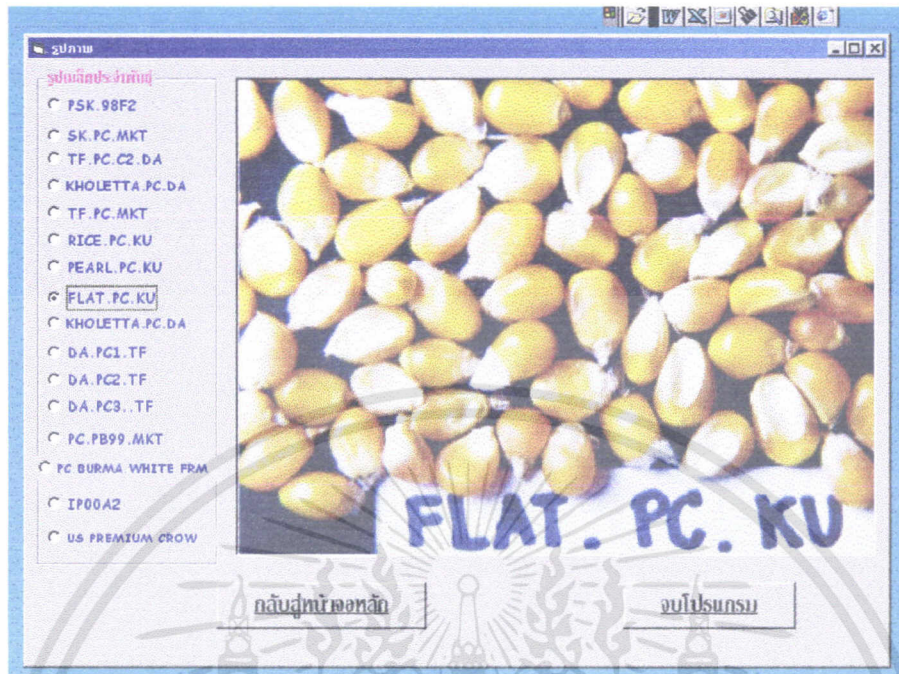 รูปภาพ
รูปเมล็ดประจำพันธุ์
PSK.98F2
SK.PC.MKT
TF.PC.C2.DA
KHOLETTA.PC.DA
TF.PC.MKT
RICE.PC.KU
PEARL.PC.KU
FLAT.PC.KU
KHOLETTA.PC.DA
DA.PC1.TF
DA.PC2.TF
DA.PC3..TF
PC.PB99.MKT
PC BURMA WHITE FRM
IP00A2
US PREMIUM CROW
FLAT. PC. KU
กลับสู่หน้าจอหลัก
จบโปรแกรม